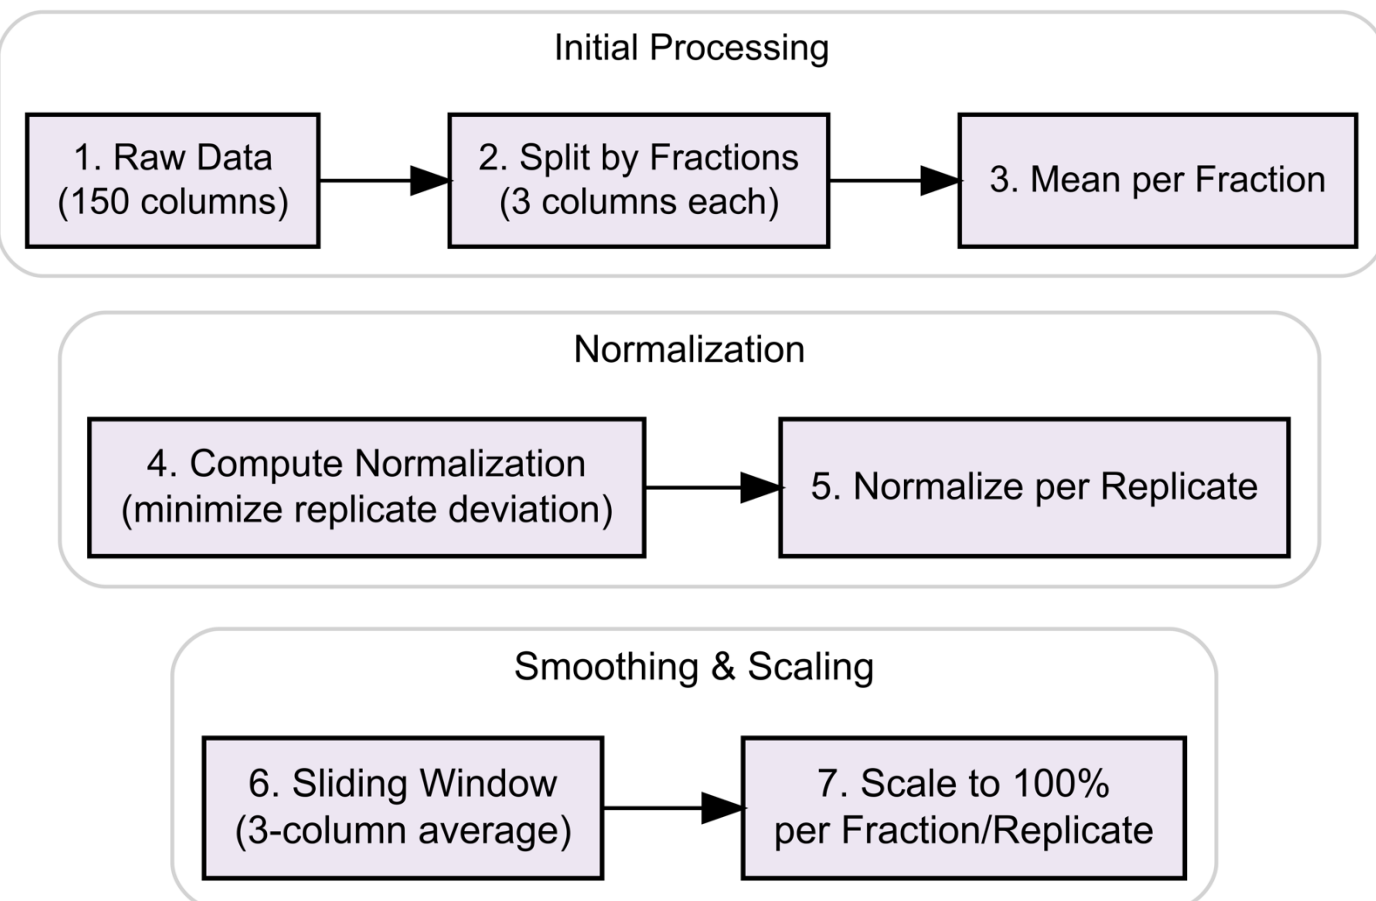 Initial Processing
1. Raw Data
(150 columns)
2. Split by Fractions
(3 columns each)
3. Mean per Fraction
Normalization
4. Compute Normalization
(minimize replicate deviation)
5. Normalize per Replicate
Smoothing & Scaling
6. Sliding Window
(3-column average)
7. Scale to 100%
per Fraction/Replicate